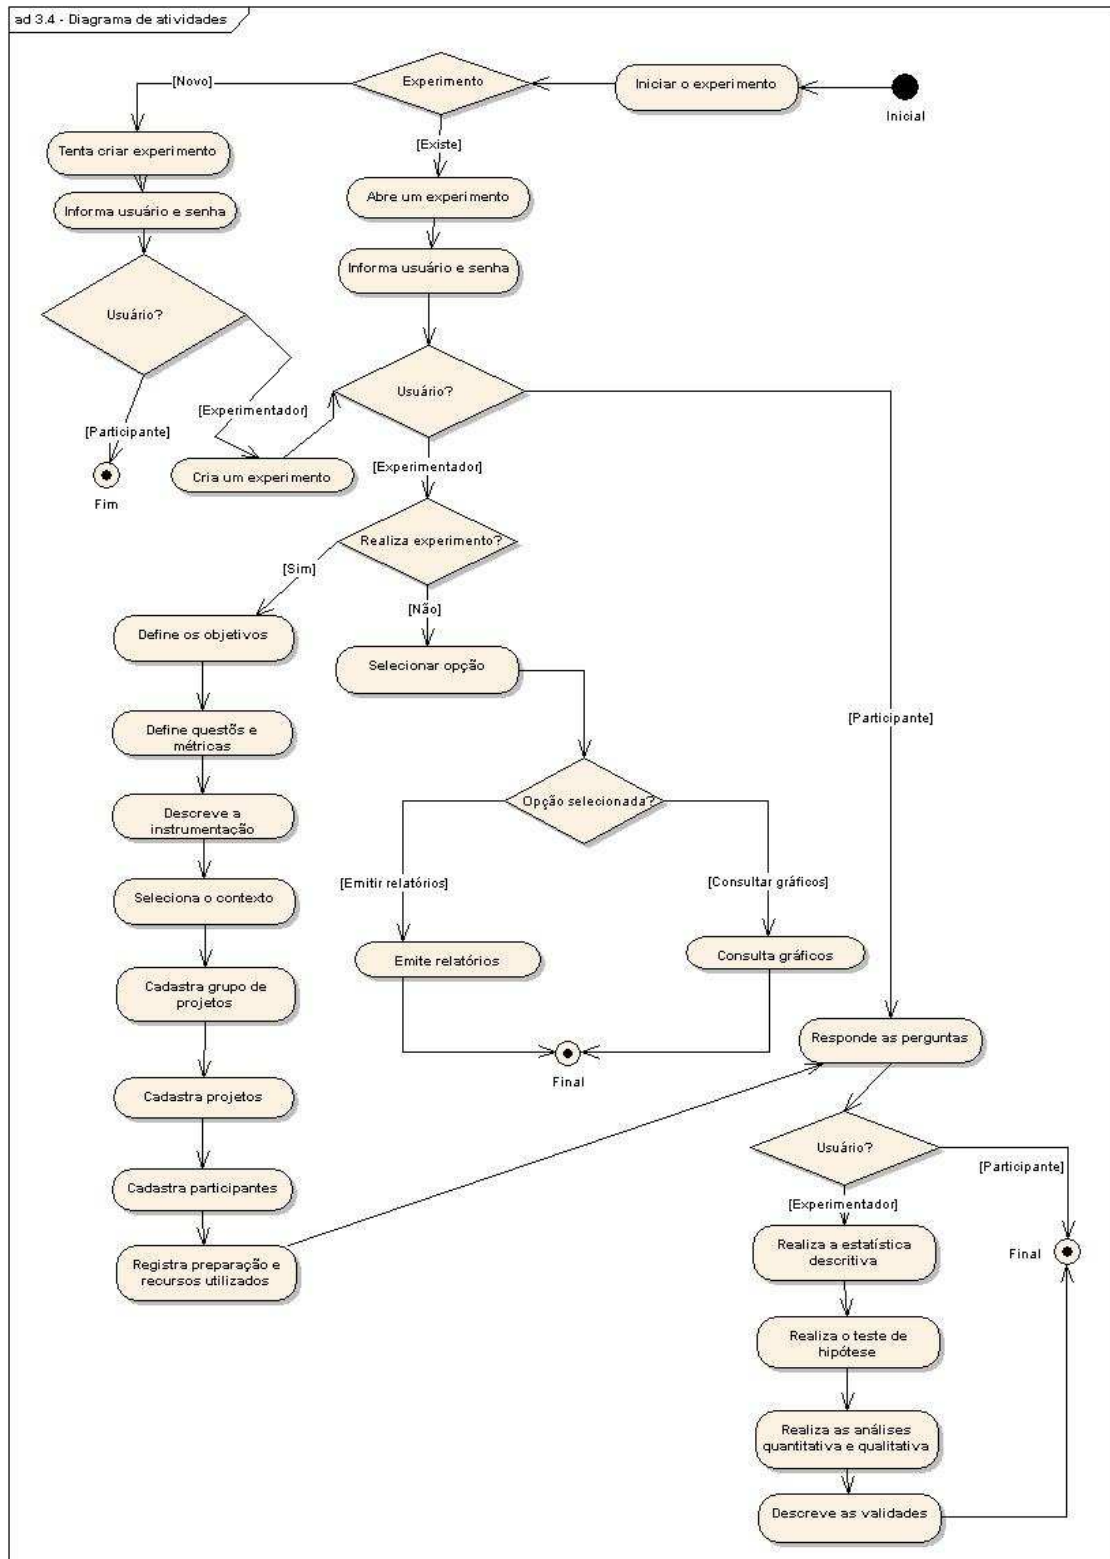 ad 3.4 - Diagrama de atividades
Experimento
[Novo]
Iniciar o experimento
Inicial
[Existe]
Tenta criar experimento
Abre um experimento
Informa usuário e senha
Informa usuário e senha
Usuário?
Usuário?
[Experimentador]
[Participante]
Cria um experimento
Fim
[Experimentador]
Realiza experimento?
[Sim]
[Não]
Define os objetivos
Selecionar opção
[Participante]
Define questõs e
métricas
Opção selecionada?
Descreve a
instrumentação
[Emitir relatórios]
[Consultar gráficos]
Seleciona o contexto
Emite relatórios
Consulta gráficos
Cadastra grupo de
projetos
Responde as perguntas
Final
Cadastra projetos
Usuário?
[Participante]
Cadastra participantes
[Experimentador]
Registra preparação e
recursos utilizados
Realiza a estatística
descritiva
Final
Realiza o teste de
hipótese
Realiza as análises
quantitativa e qualitativa
Descreve as validades